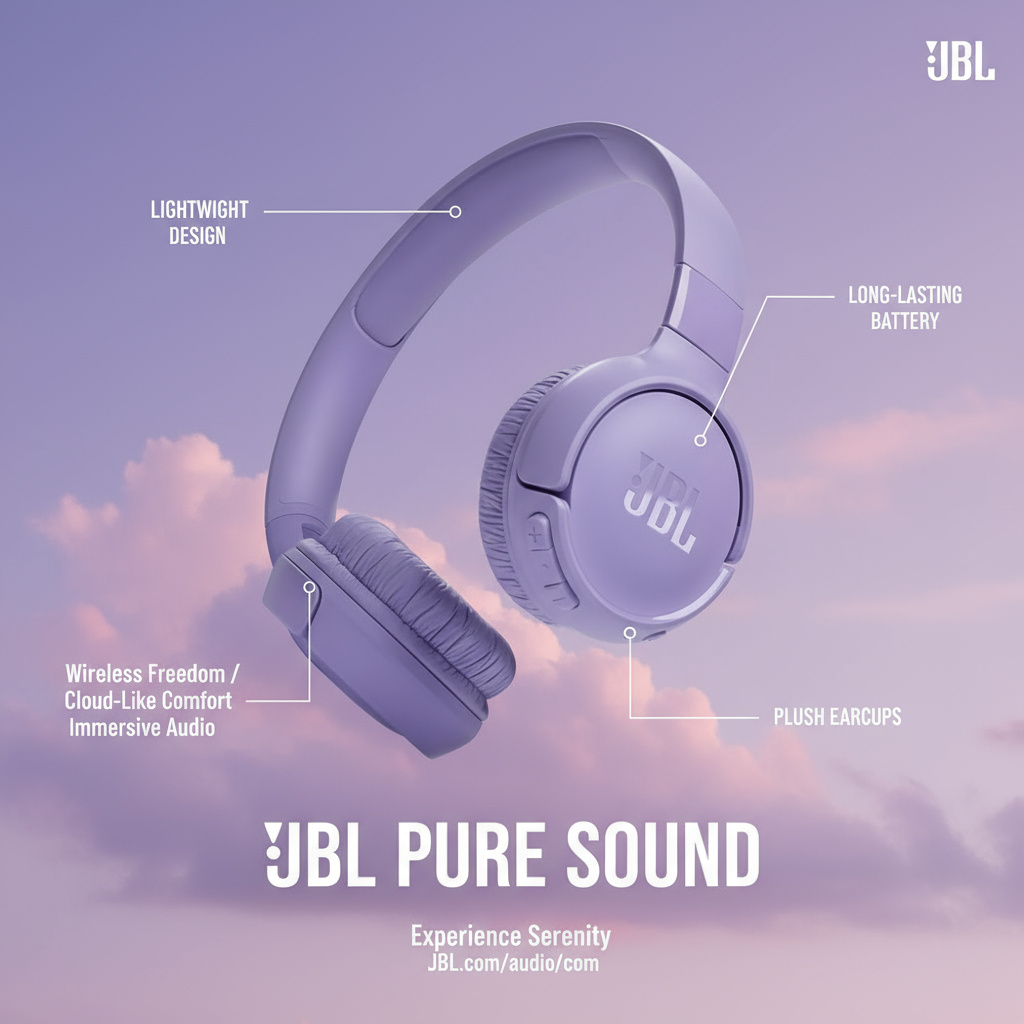 JBL
LIGHTWIGHT
DESIGN
LONG-LASTING
BATTERY
JBL
Wireless Freedom /
Cloud-Like Comfort
Immersive Audio
PLUSH EARCUPS
JBL PURE SOUND
Experience Serenity
JBL.com/audio/com